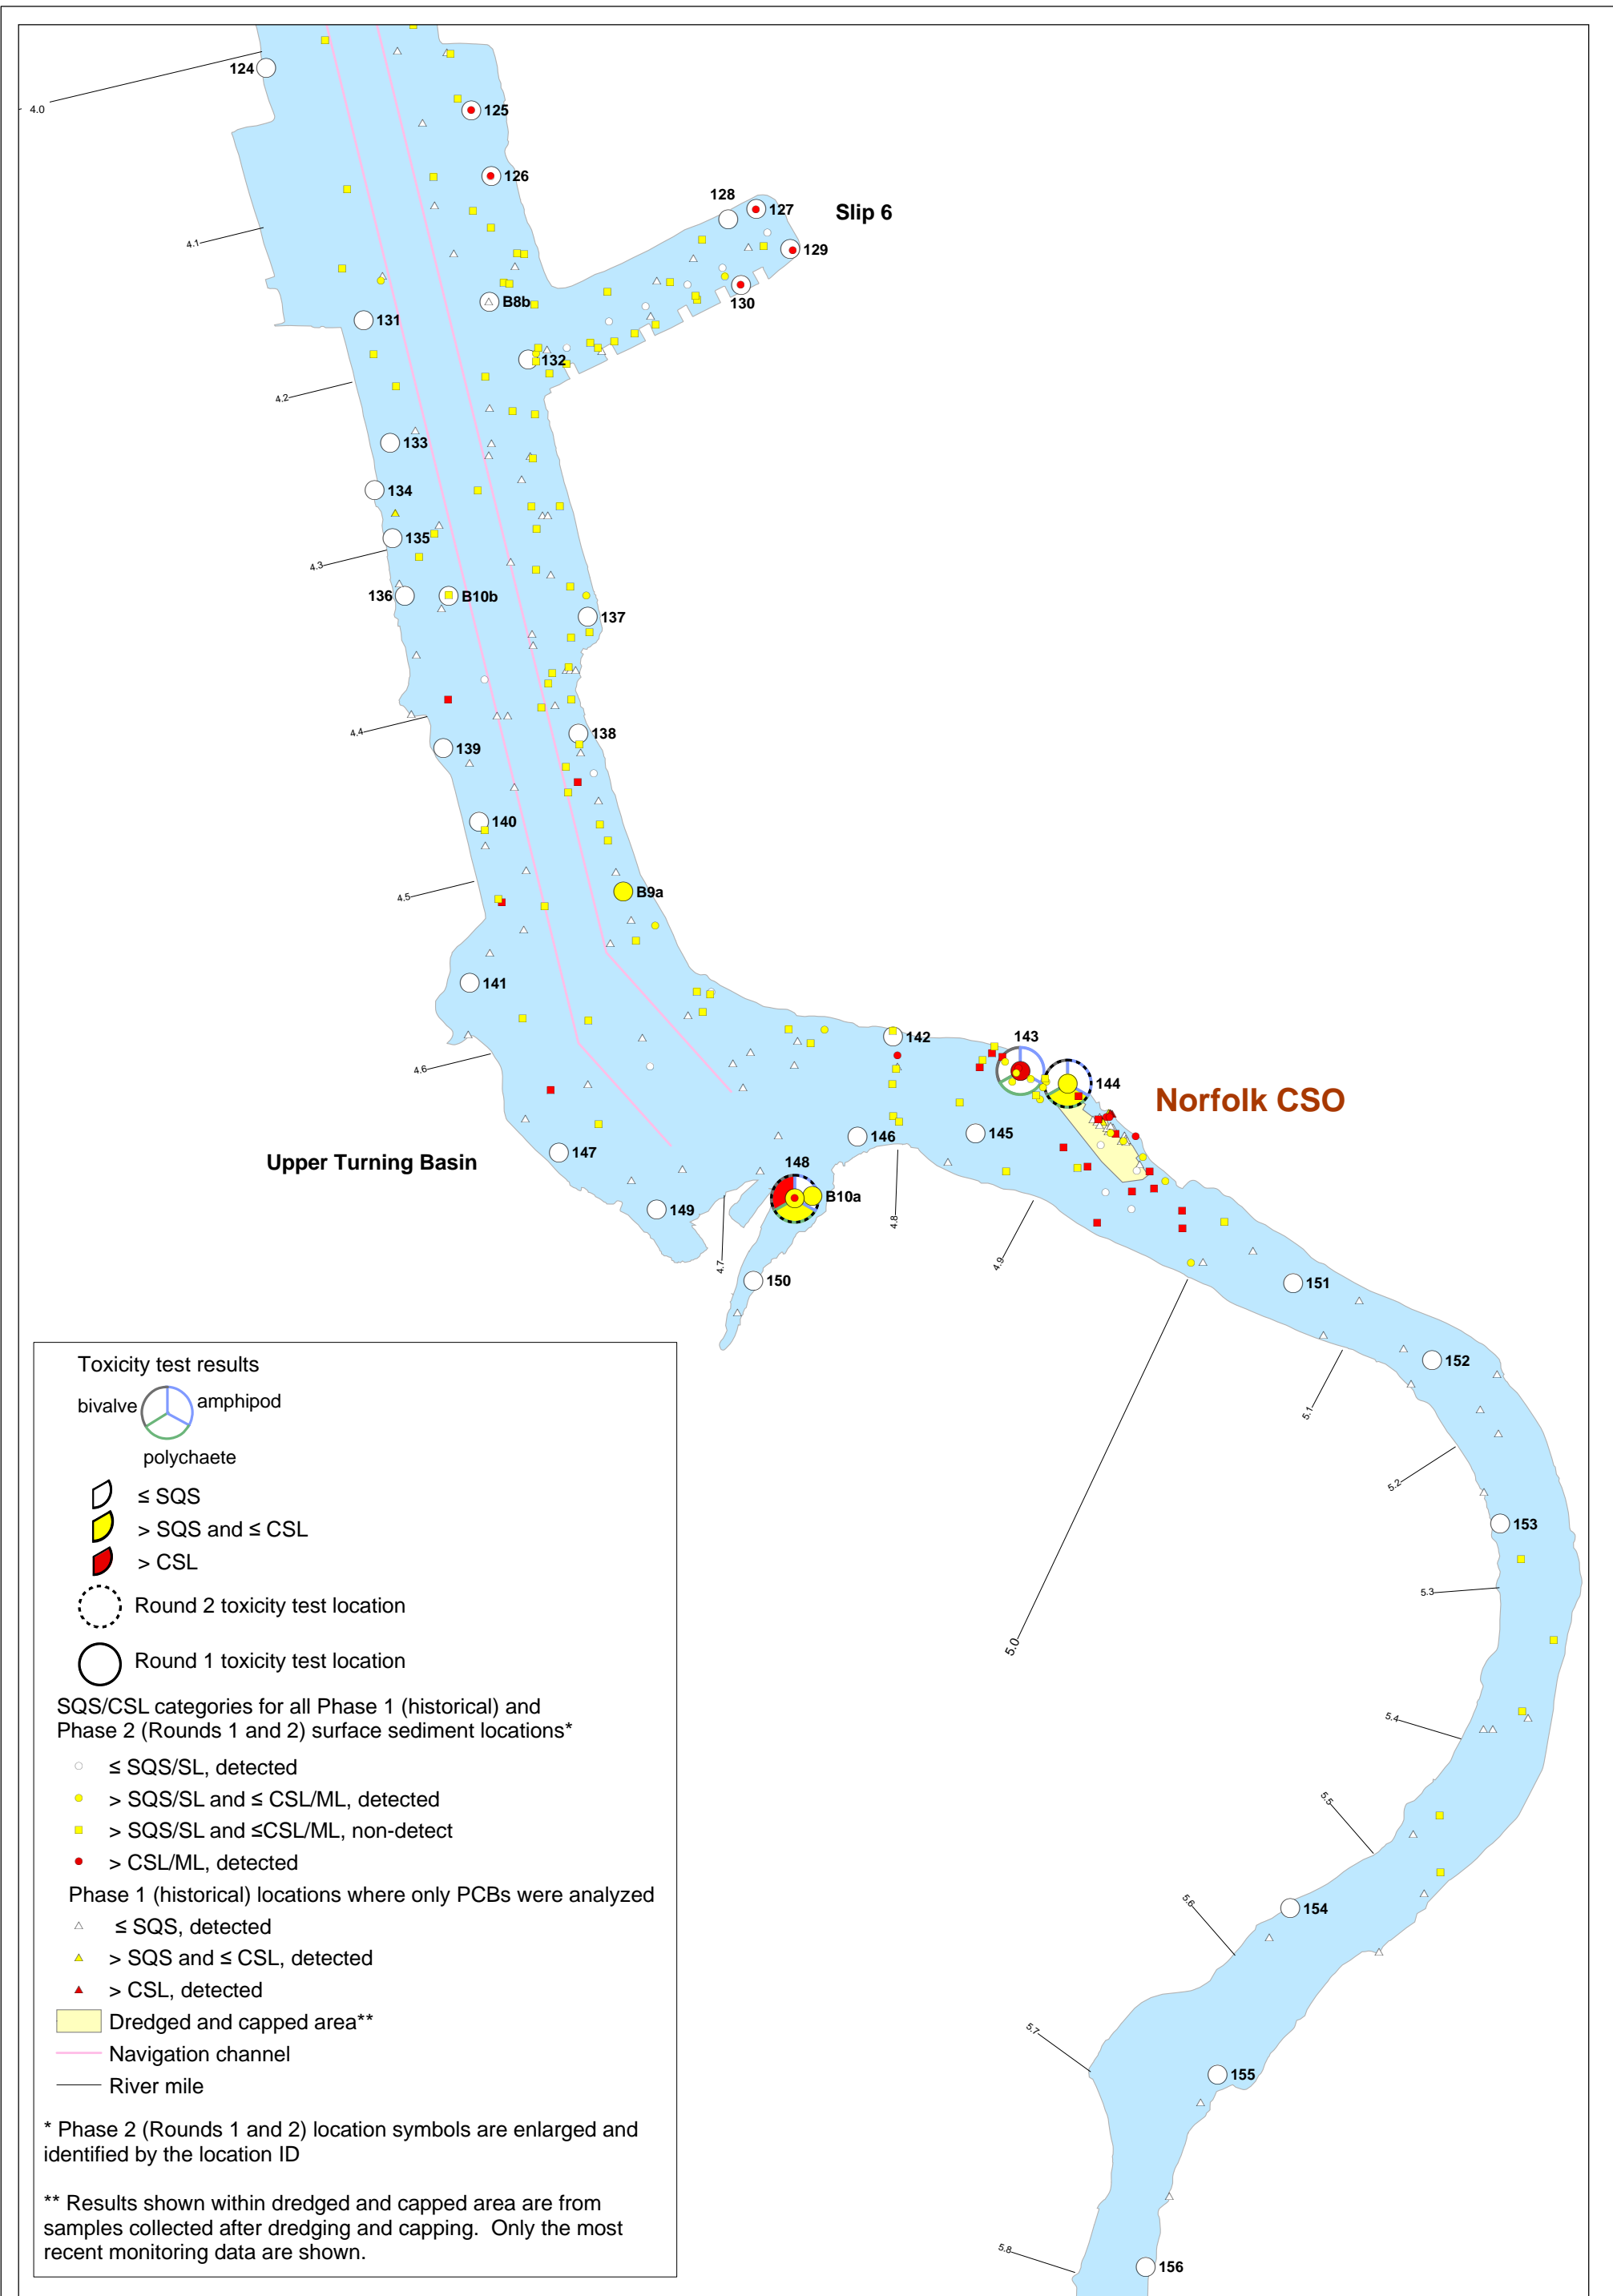 124
4.0
125
126
128
127
Slip 6
4.1
129
130
B8b
131
132
4.2
133
134
135
4.3
136
B10b
137
4.4
138
139
140
4.5
B9a
141
142
143
144
Norfolk CSO
4.6
145
146
147
Upper Turning Basin
148
B10a
149
4.7
4.8
4.9
150
151
152
5.1
5.2
153
5.3
5.0
5.4
5.5
5.6
154
5.7
155
5.8
156
Toxicity test results
bivalve
amphipod
polychaete
≤ SQS
> SQS and ≤ CSL
> CSL
Round 2 toxicity test location
Round 1 toxicity test location
SQS/CSL categories for all Phase 1 (historical) and
Phase 2 (Rounds 1 and 2) surface sediment locations*
≤ SQS/SL, detected
> SQS/SL and ≤ CSL/ML, detected
> SQS/SL and ≤CSL/ML, non-detect
> CSL/ML, detected
Phase 1 (historical) locations where only PCBs were analyzed
≤ SQS, detected
> SQS and ≤ CSL, detected
> CSL, detected
Dredged and capped area**
Navigation channel
River mile
* Phase 2 (Rounds 1 and 2) location symbols are enlarged and
identified by the location ID
** Results shown within dredged and capped area are from
samples collected after dredging and capping. Only the most
recent monitoring data are shown.